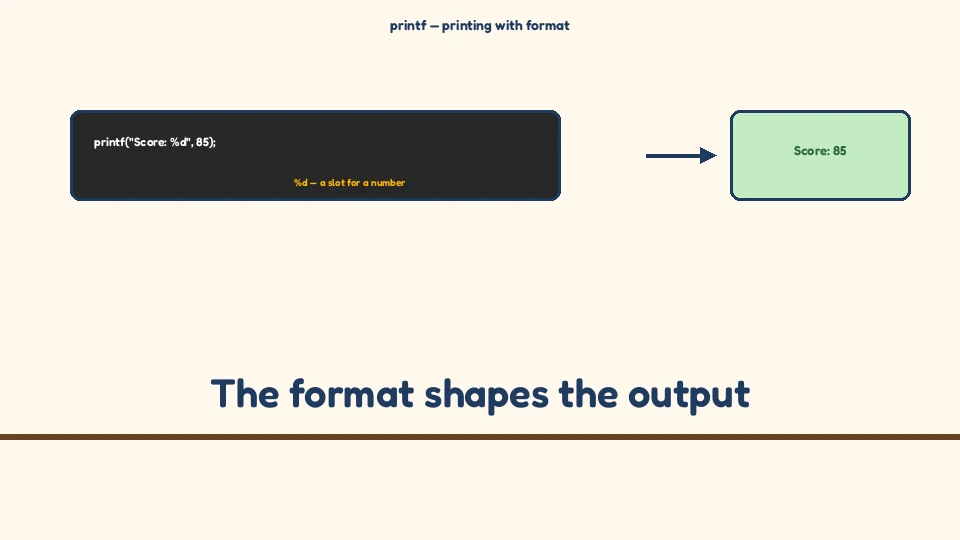 printf — printing with format
printf("Score: %d", 85);
%d — a slot for a number
Score: 85
The format shapes the output